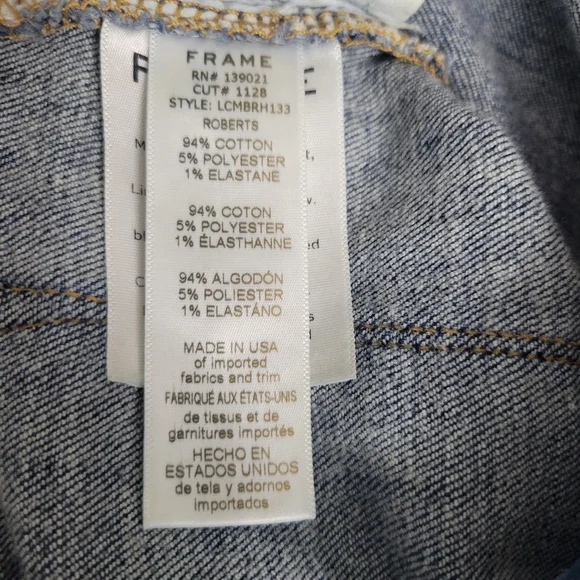 FRAME
RN# 139021
CUT# 1128
STYLE: LCMBRH133
ROBERTS
94% COTTON
5% POLYESTER
1% ELASTANE
94% COTON
5% POLYESTER
1% ÉLASTHANNE
94% ALGODÓN
5% POLIESTER
1% ELASTÁNO
MADE IN USA
of imported
fabrics and trim
FABRIQUÉ AUX ÉTATS-UNIS
de tissus et de
garnitures importés
HECHO EN
ESTADOS UNIDOS
de tela y adornos
importados